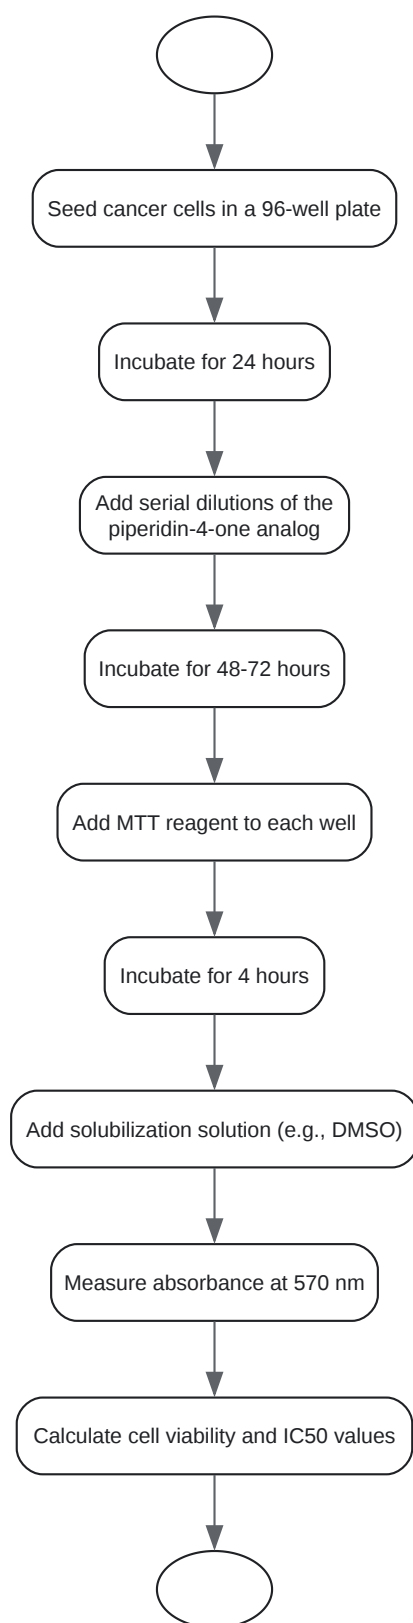 Seed cancer cells in a 96-well plate
Incubate for 24 hours
Add serial dilutions of the
piperidin-4-one analog
Incubate for 48-72 hours
Add MTT reagent to each well
Incubate for 4 hours
Add solubilization solution (e.g., DMSO)
Measure absorbance at 570 nm
Calculate cell viability and IC50 values